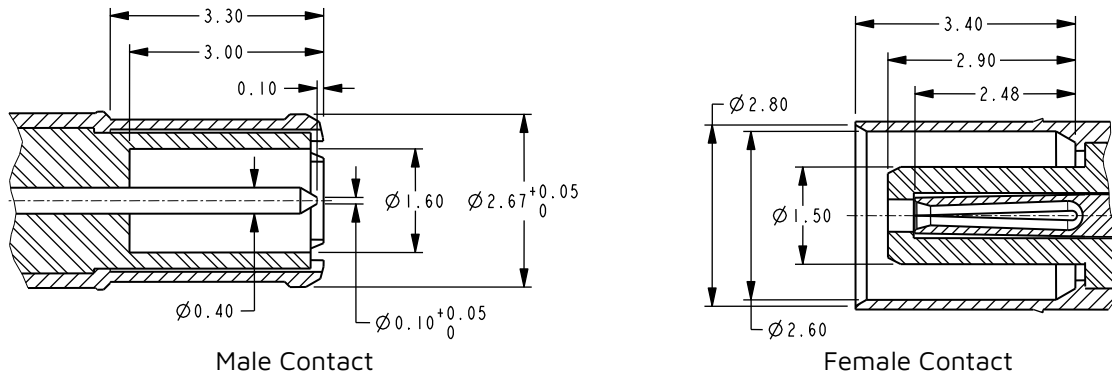 3.30
3.00
0.10
Ø1.60
Ø2.67 +0.05 0
Ø0.40
Ø0.10 +0.05 0
Male Contact
3.40
2.90
2.48
Ø2.80
Ø1.50
Ø2.60
Female Contact